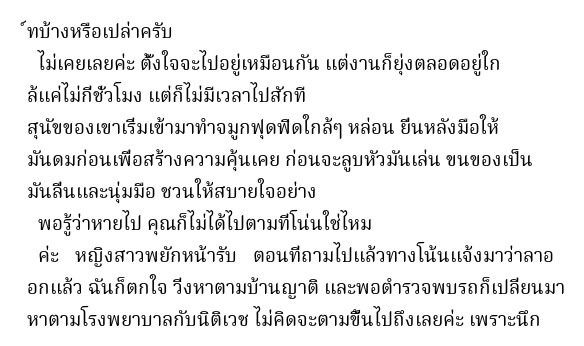 ์ทบ้างหรือเปล่าครับ
ไม่เคยเลยค่ะ ตั้งใจจะไปอยู่เหมือนกัน แต่งานก็ยุ่งตลอดอยู่ใก
ล้แค่ไม่กี่ชั่วโมง แต่ก็ไม่มีเวลาไปสักที
สุนัขของเขาเริ่มเข้ามาทำจมูกฟุดฟิดใกล้ๆ หล่อน ยื่นหลังมือให้
มันดมก่อนเพื่อสร้างความคุ้นเคย ก่อนจะลูบหัวมันเล่น ขนของเป็น
มันลื่นและนุ่มมือ ชวนให้สบายใจอย่าง
พอรู้ว่าหายไป คุณก็ไม่ได้ไปตามที่โน่นใช่ไหม
ค่ะ หญิงสาวพยักหน้ารับ ตอนที่ถามไปแล้วทางโน้นแจ้งมาว่าลาอ
อกแล้ว ฉันก็ตกใจ วิ่งหาตามบ้านญาติ และพอตำรวจพบรถก็เปลี่ยนมา
หาตามโรงพยาบาลกับนิติเวช ไม่คิดจะตามขึ้นไปถึงเลยค่ะ เพราะนึก